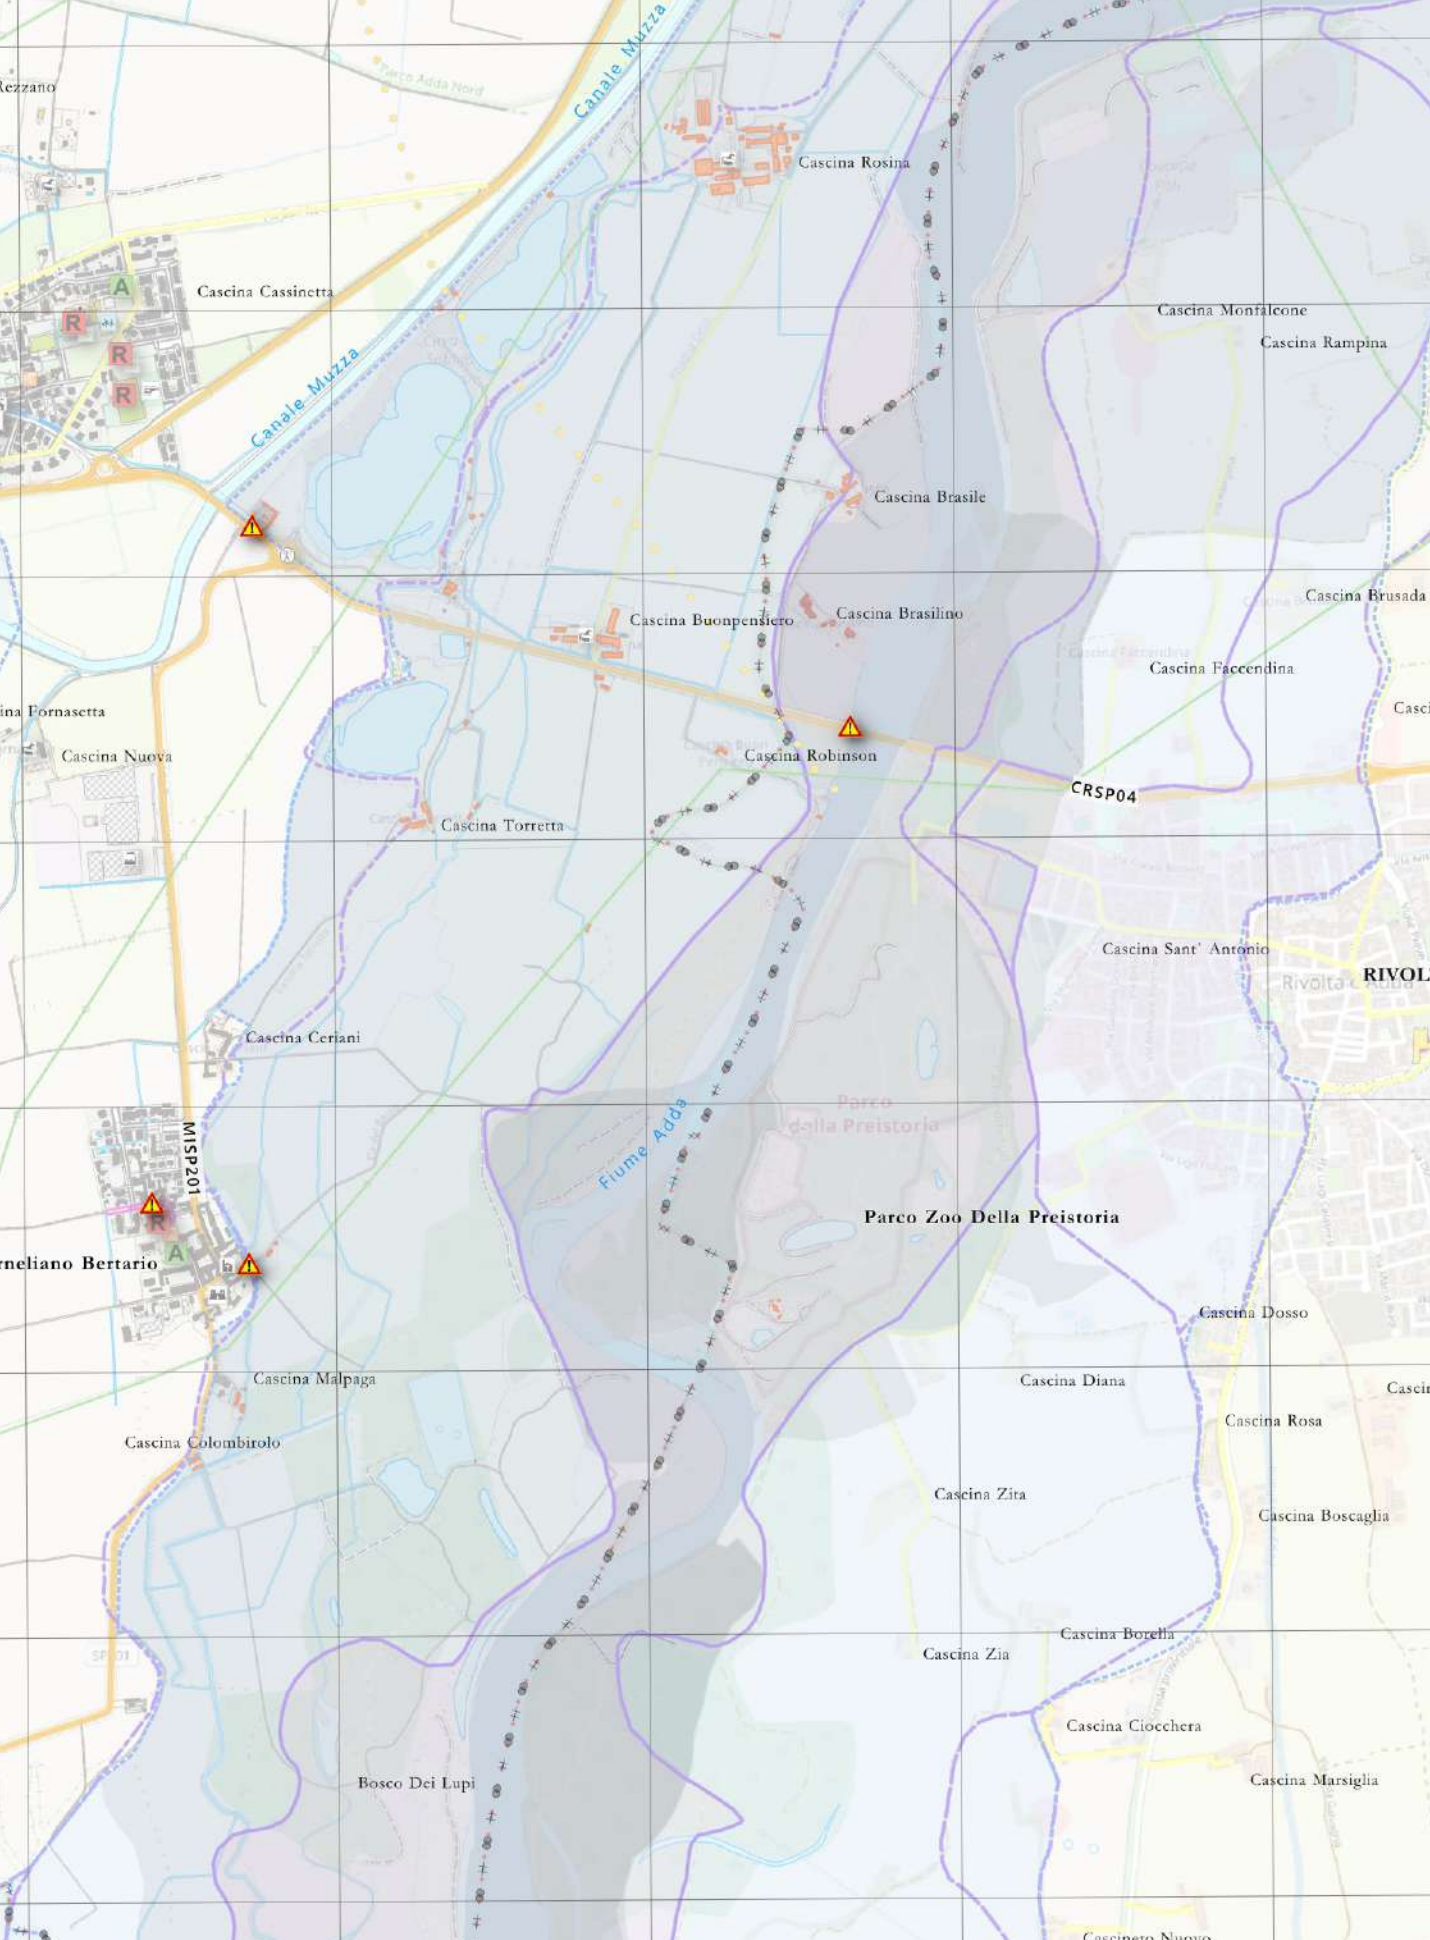 Canale Muzza
Parco Adda Nord
Rezzano
Cascina Rosina
A
Cascina Cassinetta
R
R
R
Cascina Monfalcone
Cascina Rampina
Canale Muzza
Cascina Brasile
Cascina Brusada
Cascina Buonpensiero
Cascina Brasilino
Cascina Faccendina
Cascina Faccendina
ina Fornasetta
Casci
Cascina Nuova
Cascina Robinson
CRSP04
Cascina Torretta
Cascina Sant' Antonio
RIVOL
Rivolta d'Adda
Cascina Ceriani
Parco
della Preistoria
Fiume Adda
MISP201
R
A
Parco Zoo Della Preistoria
rneliano Bertario
Cascina Dosso
Cascina Malpaga
Cascina Diana
Cascin
Cascina Rosa
Cascina Colombirolo
Cascina Zita
Cascina Boscaglia
Cascina Borella
Cascina Zia
Cascina Ciocchera
Bosco Dei Lupi
Cascina Marsiglia
Cascineto Nuovo